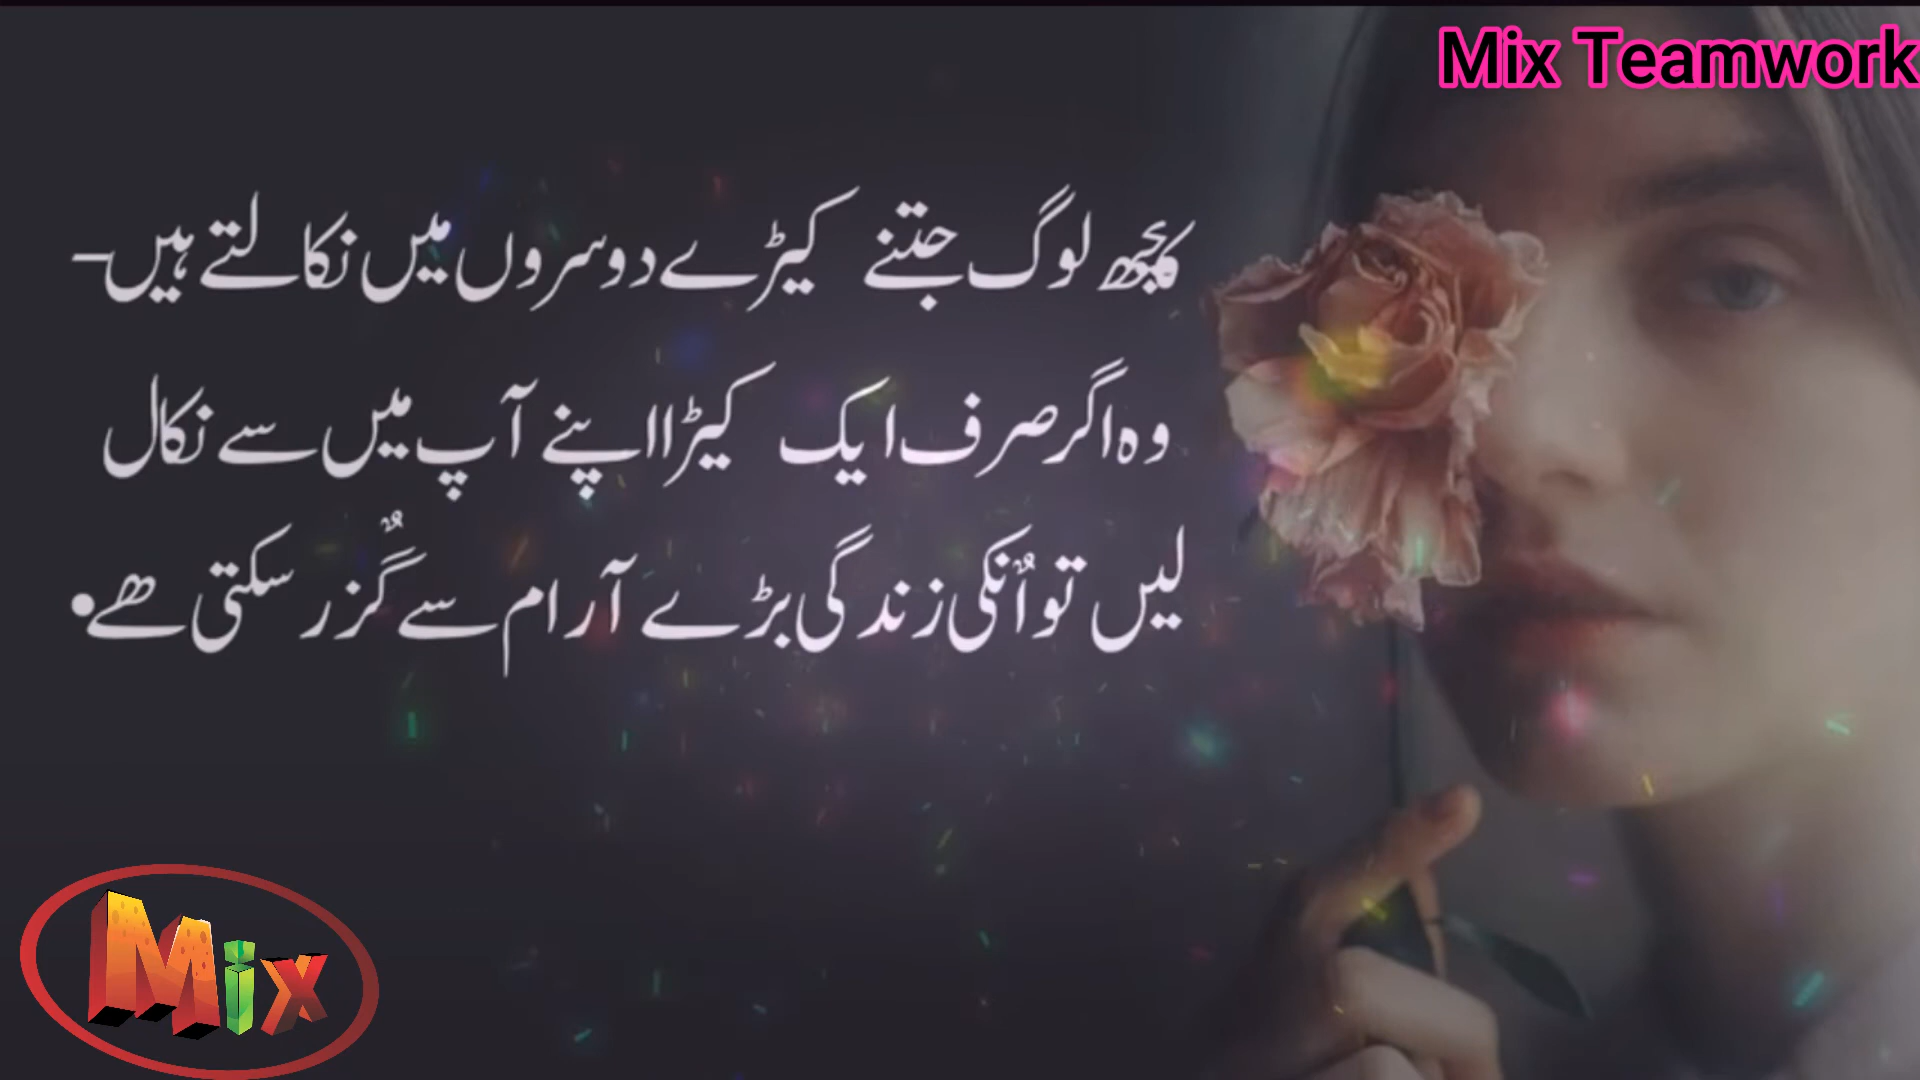 Mix Teamwork
کچھ لوگ جتنے کیڑے دوسروں میں نکالتے ہیں-
وہ اگر صرف ایک کیڑا اپنے آپ میں سے نکال
لیں تو اُنکی زندگی بڑے آرام سے گُزر سکتی ھے•
Mix